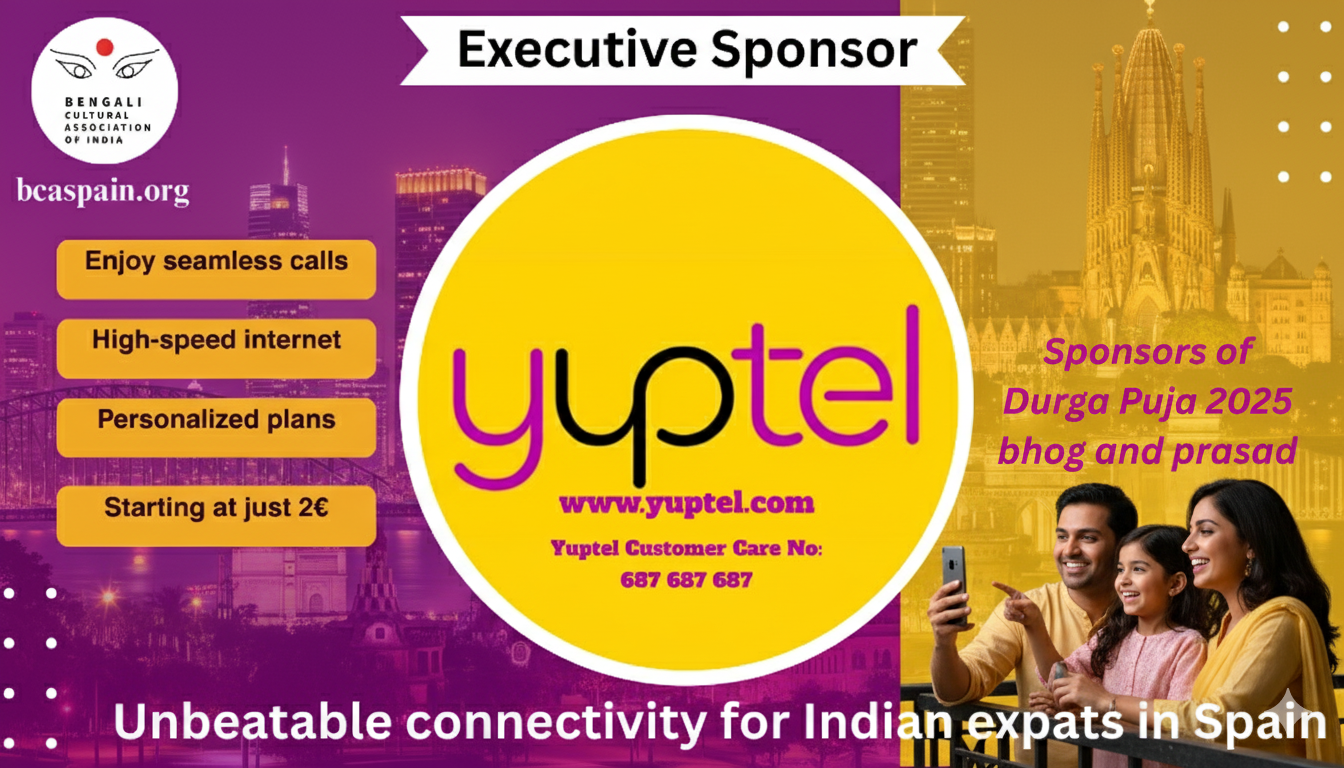 Executive Sponsor
BENGALI
CULTURAL
ASSOCIATION
OF INDIA
bcaspain.org
Enjoy seamless calls
High-speed internet
Personalized plans
Starting at just 2€
yuptel
www.yuptel.com
Yuptel Customer Care No:
687 687 687
Sponsors of
Durga Puja 2025
bhog and prasad
Unbeatable connectivity for Indian expats in Spain